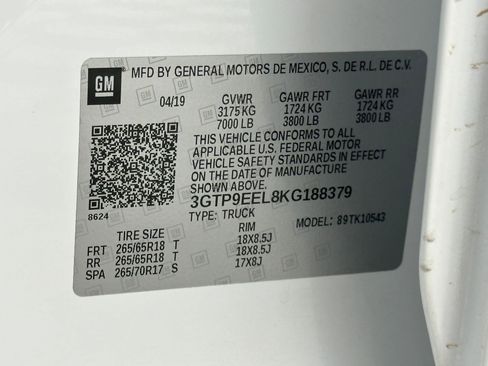 GM
MFD BY GENERAL MOTORS DE MEXICO, S. DE R.L. DE C.V.
04/19 GVWR GAWR FRT GAWR RR
3175 KG 1724 KG 1724 KG
7000 LB 3800 LB 3800 LB
THIS VEHICLE CONFORMS TO ALL
APPLICABLE U.S. FEDERAL MOTOR
VEHICLE SAFETY STANDARDS IN EFFECT
ON THE DATE OF MANUFACTURE
SHOWN ABOVE.
3GTP9EEL8KG188379
8624
TYPE: TRUCK MODEL: 89TK10543
TIRE SIZE RIM
FRT 265/65R18 T 18X8.5J
RR 265/65R18 T 18X8.5J
SPA 265/70R17 S 17X8J